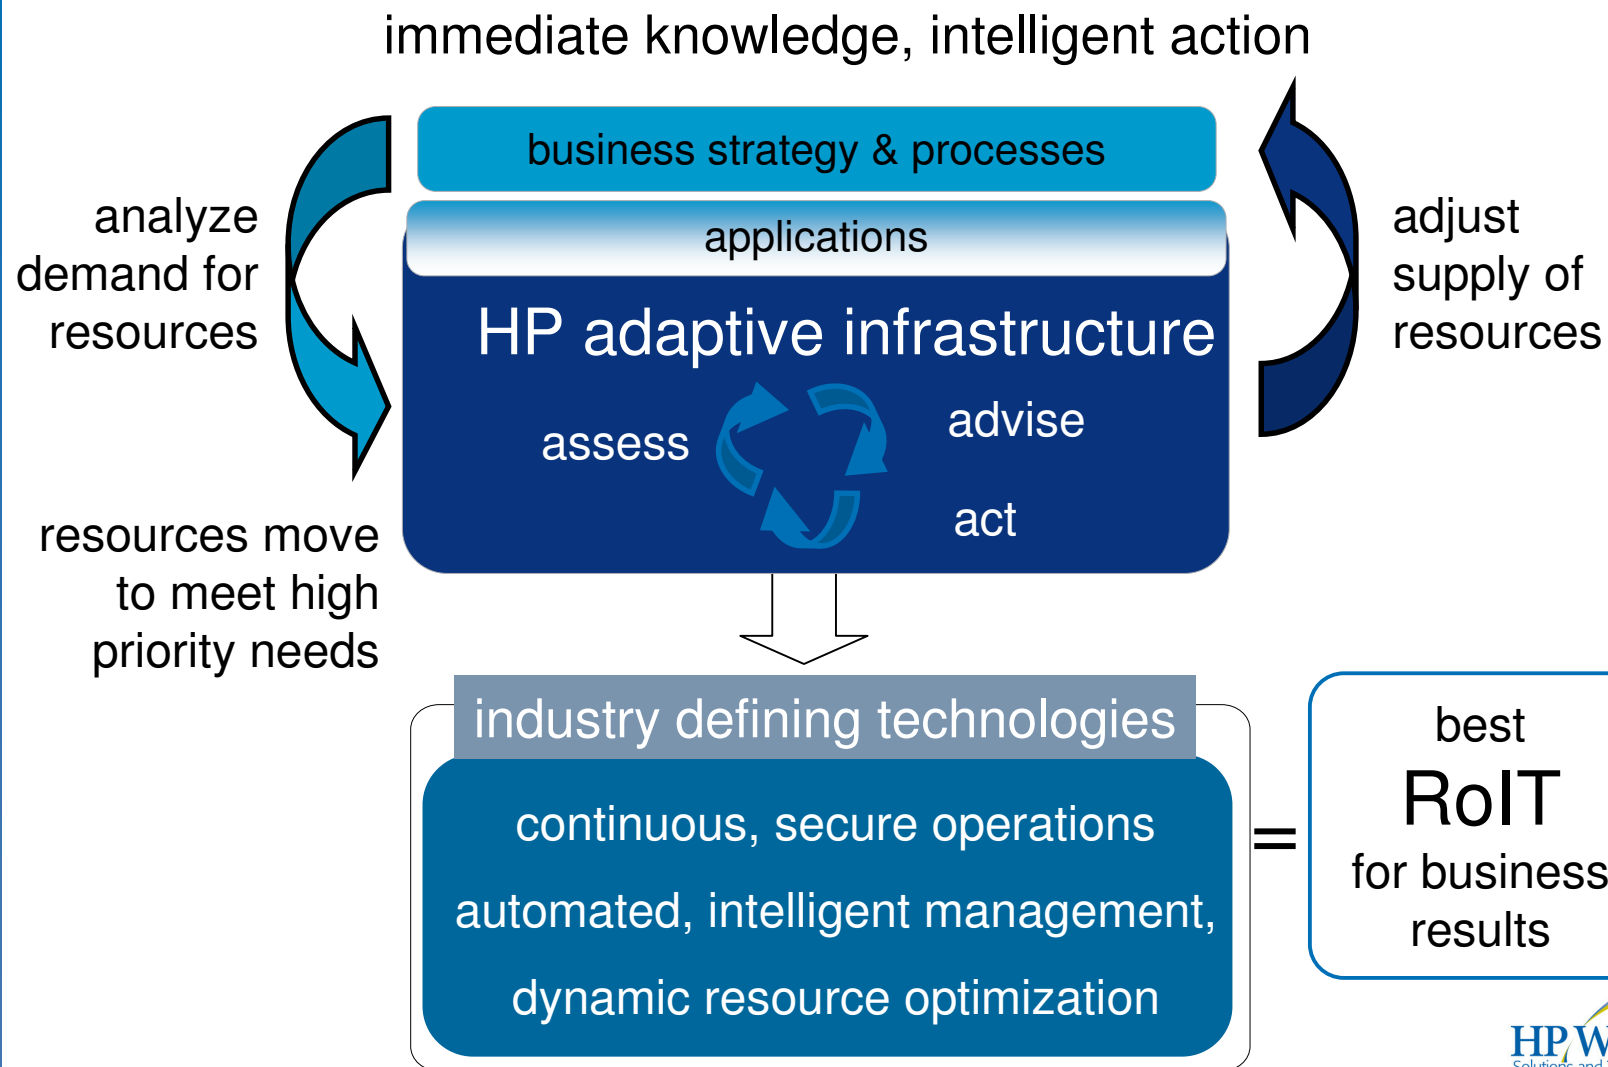 immediate knowledge, intelligent action
business strategy & processes
applications
analyze
demand for
resources
adjust
supply of
resources
HP adaptive infrastructure
assess
advise
act
resources move
to meet high
priority needs
industry defining technologies
continuous, secure operations
automated, intelligent management,
dynamic resource optimization
=
best
RoIT
for business
results
HP W
Solutions and